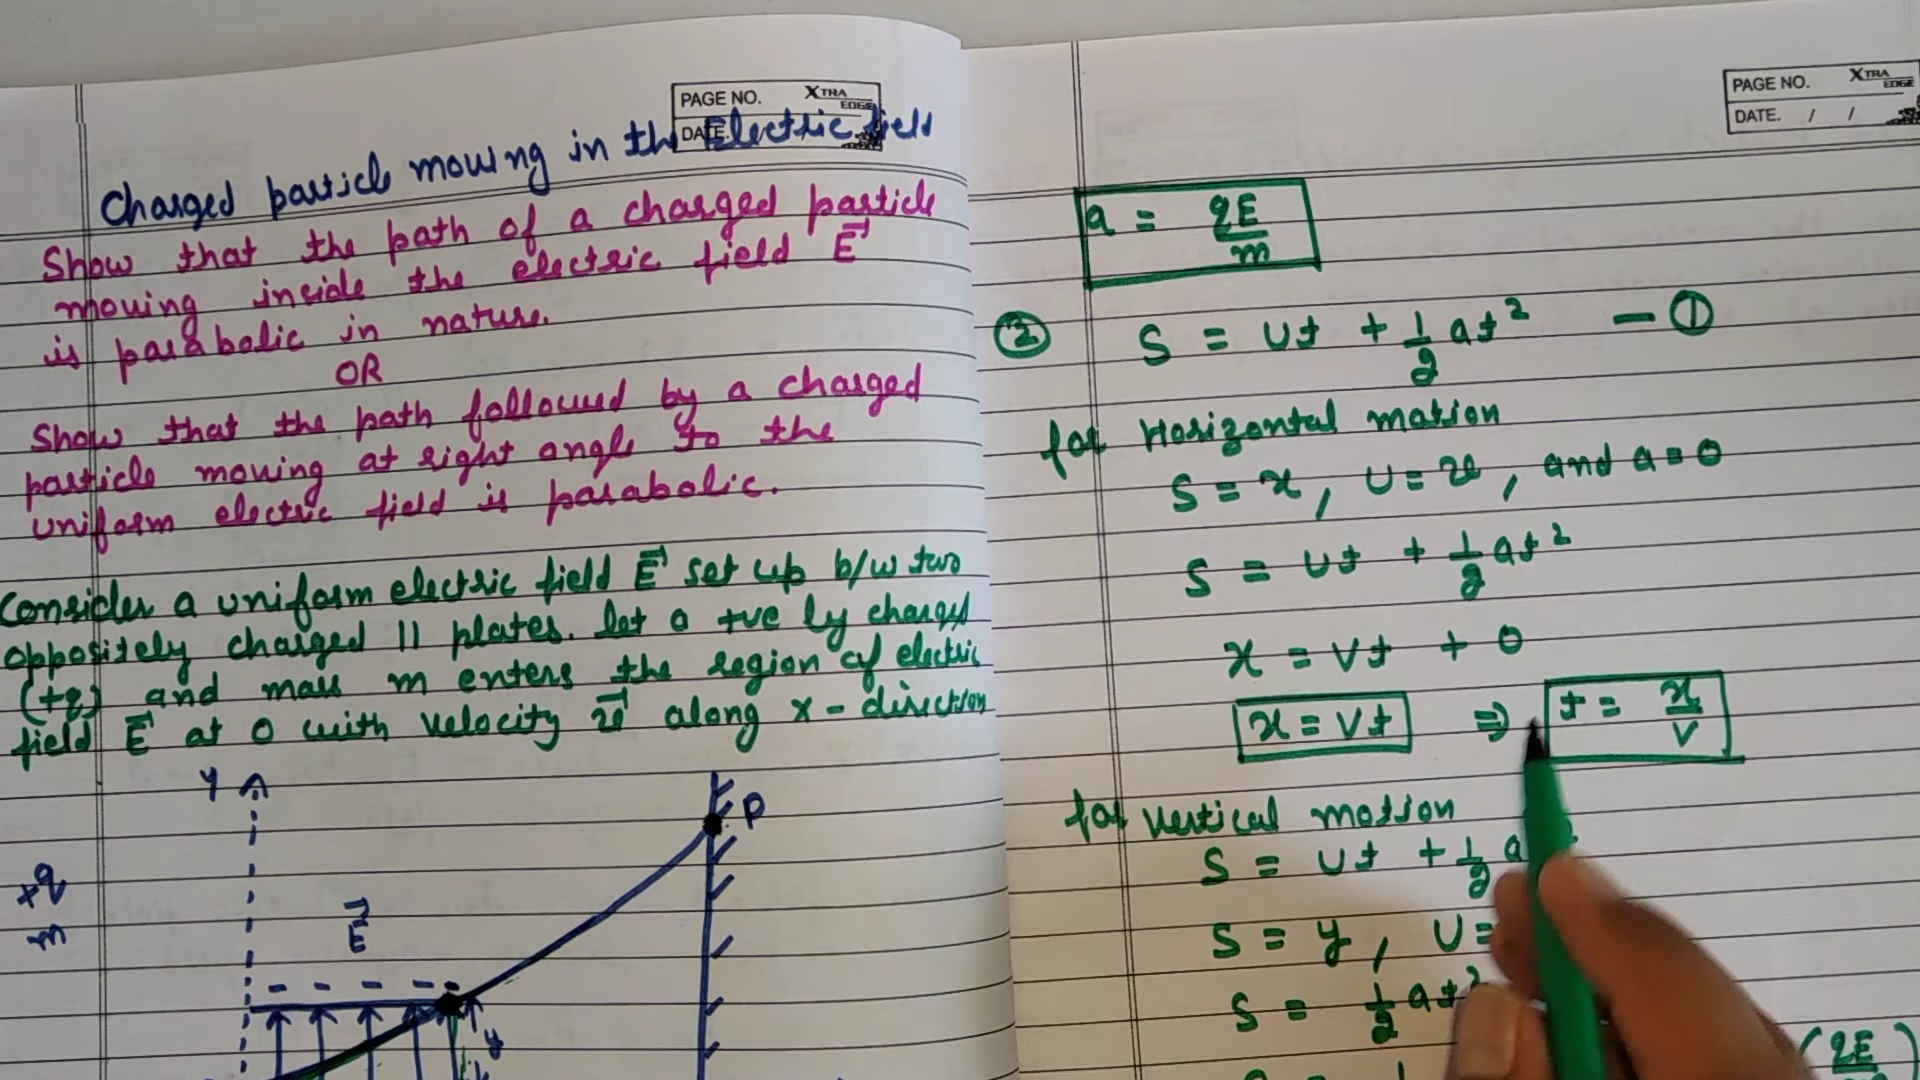 PAGE NO.
XTRA EDGE
DATE.
Charged particle moving in the Electric field
Show that the path of a charged particle
moving inside the electric field E⃗
is parabolic in nature.
OR
Show that the path followed by a charged
particle moving at right angle to the
uniform electric field is parabolic.
Consider a uniform electric field E⃗ set up b/w two
oppositely charged || plates. let a +ve ly charged
(+q) and mass m enters the region of electric
field E⃗ at O with velocity v⃗ along x - direction
y
P
+q
m
E⃗
- - - - -
y
PAGE NO.
XTRA EDGE
DATE. / /
a = qE/m
② S = ut + 1/2 at² — ①
for Horizontal motion
S = x, u = v, and a = 0
S = ut + 1/2 at²
x = vt + 0
x = vt ⇒ t = x/v
for vertical motion
S = ut + 1/2 a
S = y, u =
S = 1/2 at²
(qE